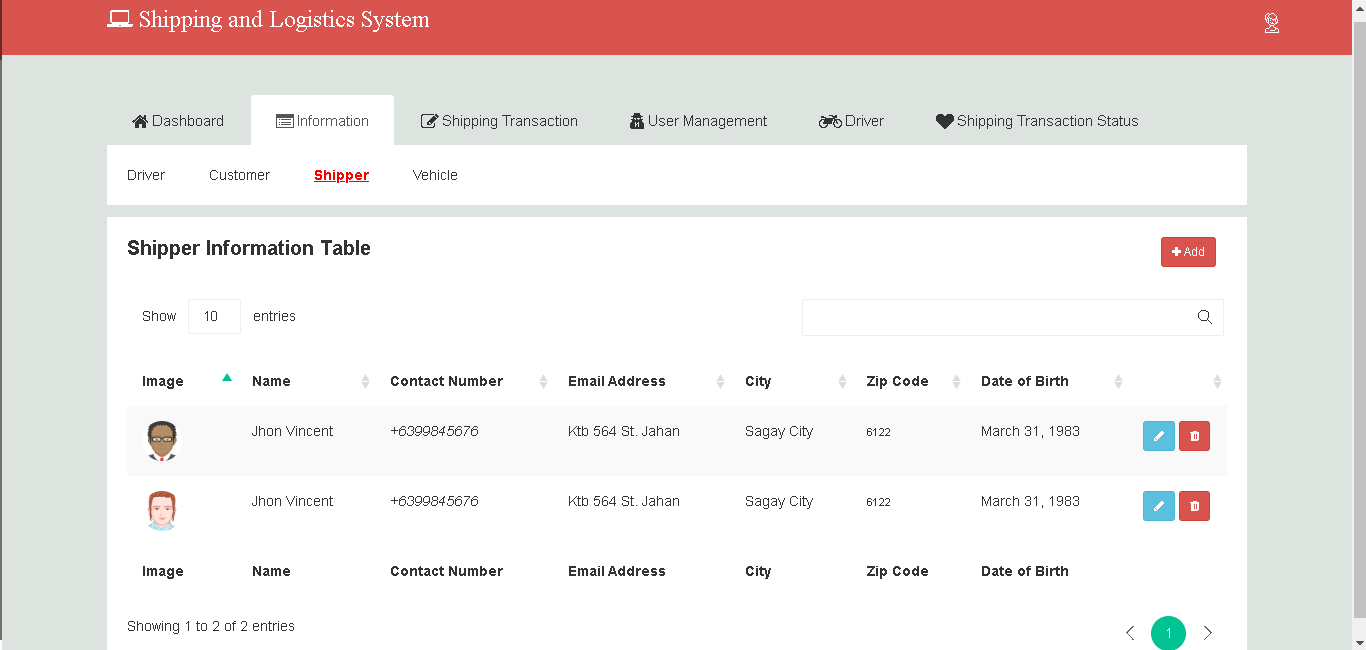 Shipping and Logistics System
Dashboard Information Shipping Transaction User Management Driver Shipping Transaction Status
Driver Customer Shipper Vehicle
Shipper Information Table
Add
Show 10 entries
Image Name Contact Number Email Address City Zip Code Date of Birth
Jhon Vincent +6399845676 Ktb 564 St. Jahan Sagay City 6122 March 31, 1983
Jhon Vincent +6399845676 Ktb 564 St. Jahan Sagay City 6122 March 31, 1983
Image Name Contact Number Email Address City Zip Code Date of Birth
Showing 1 to 2 of 2 entries
1